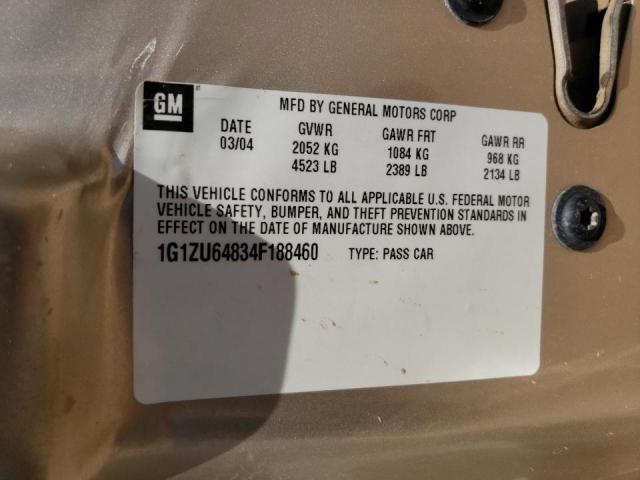 GM
MFD BY GENERAL MOTORS CORP
DATE GVWR GAWR FRT GAWR RR
03/04 2052 KG 1084 KG 968 KG
4523 LB 2389 LB 2134 LB
THIS VEHICLE CONFORMS TO ALL APPLICABLE U.S. FEDERAL MOTOR
VEHICLE SAFETY, BUMPER, AND THEFT PREVENTION STANDARDS IN
EFFECT ON THE DATE OF MANUFACTURE SHOWN ABOVE.
1G1ZU64834F188460 TYPE: PASS CAR